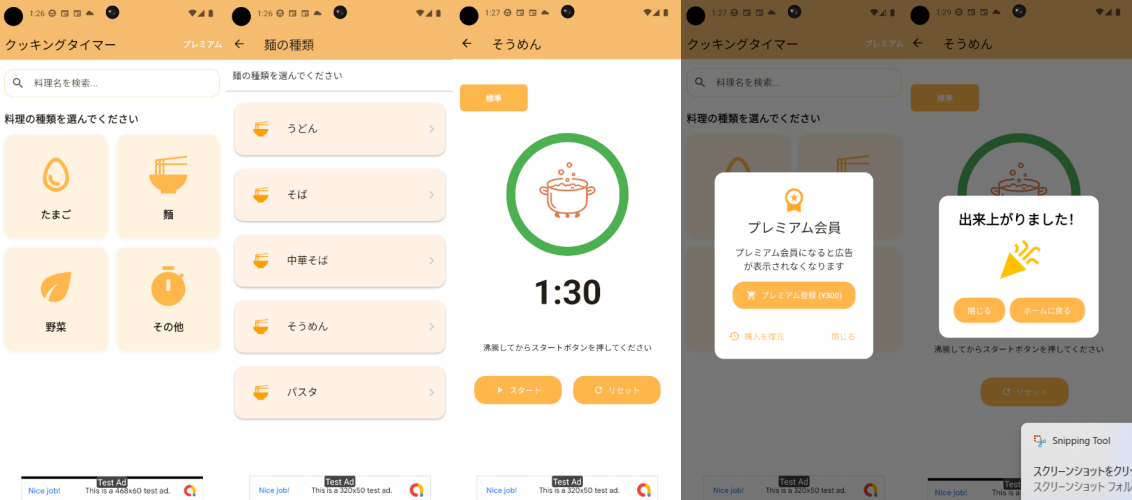 1:26
クッキングタイマー
プレミアム
料理名を検索...
料理の種類を選んでください
たまご
麺
野菜
その他
Test Ad
Nice job!
This is a 468x60 test ad.
1:26
麺の種類
麺の種類を選んでください
うどん
そば
中華そば
そうめん
パスタ
Test Ad
Nice job!
This is a 320x50 test ad.
1:27
そうめん
標準
1:30
沸騰してからスタートボタンを押してください
スタート
リセット
Test Ad
Nice job!
This is a 320x50 test ad.
1:27
クッキングタイマー
プレミアム
料理名を検索...
料理の種類を選んでください
プレミアム会員
プレミアム会員になると広告
が表示されなくなります
プレミアム登録 (¥300)
購入を復元
閉じる
Test Ad
Nice job!
This is a 320x50 test ad.
1:29
そうめん
標準
出来上がりました!
閉じる
ホームに戻る
沸騰してからスタートボタンを押してください
リセット
Test Ad
Nice job!
This is a 320x50
Snipping Tool
スクリーンショットをクリッ
スクリーンショット フォル